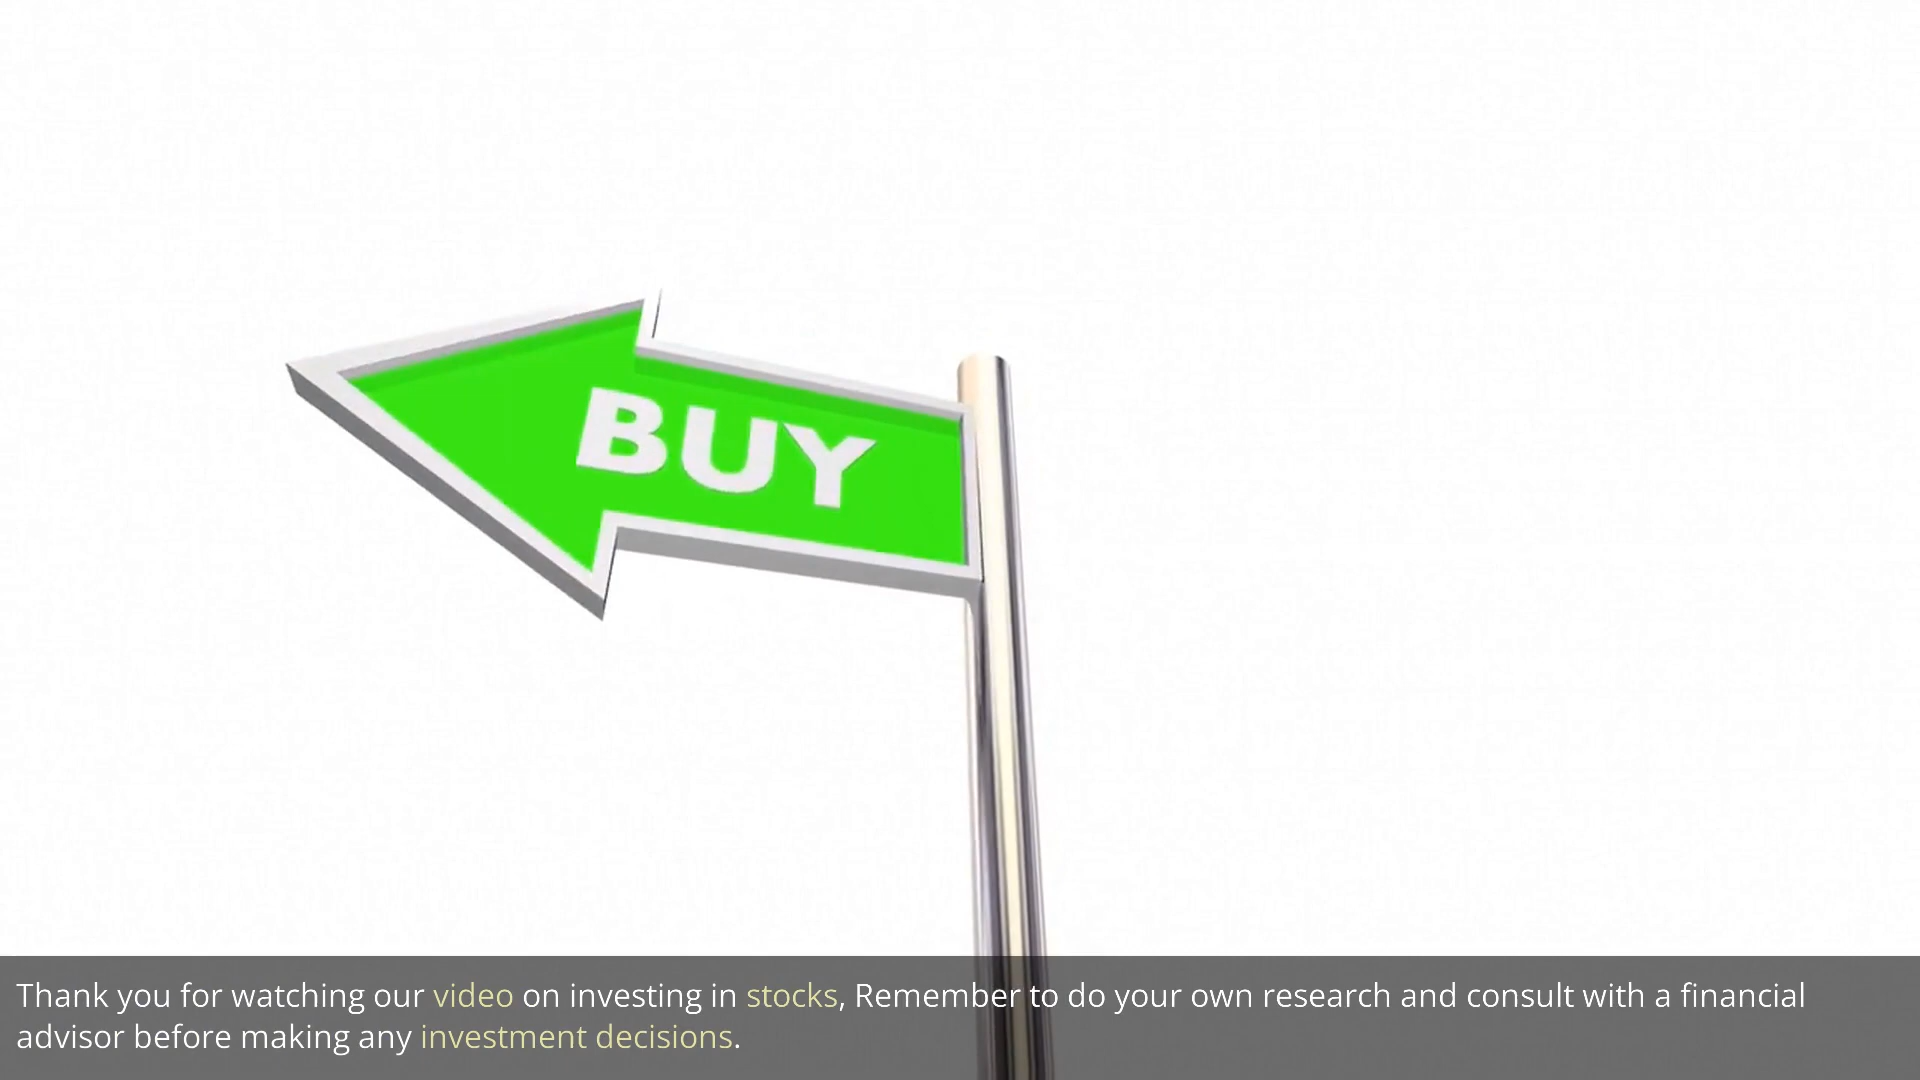 BUY
Thank you for watching our video on investing in stocks, Remember to do your own research and consult with a financial
advisor before making any investment decisions.